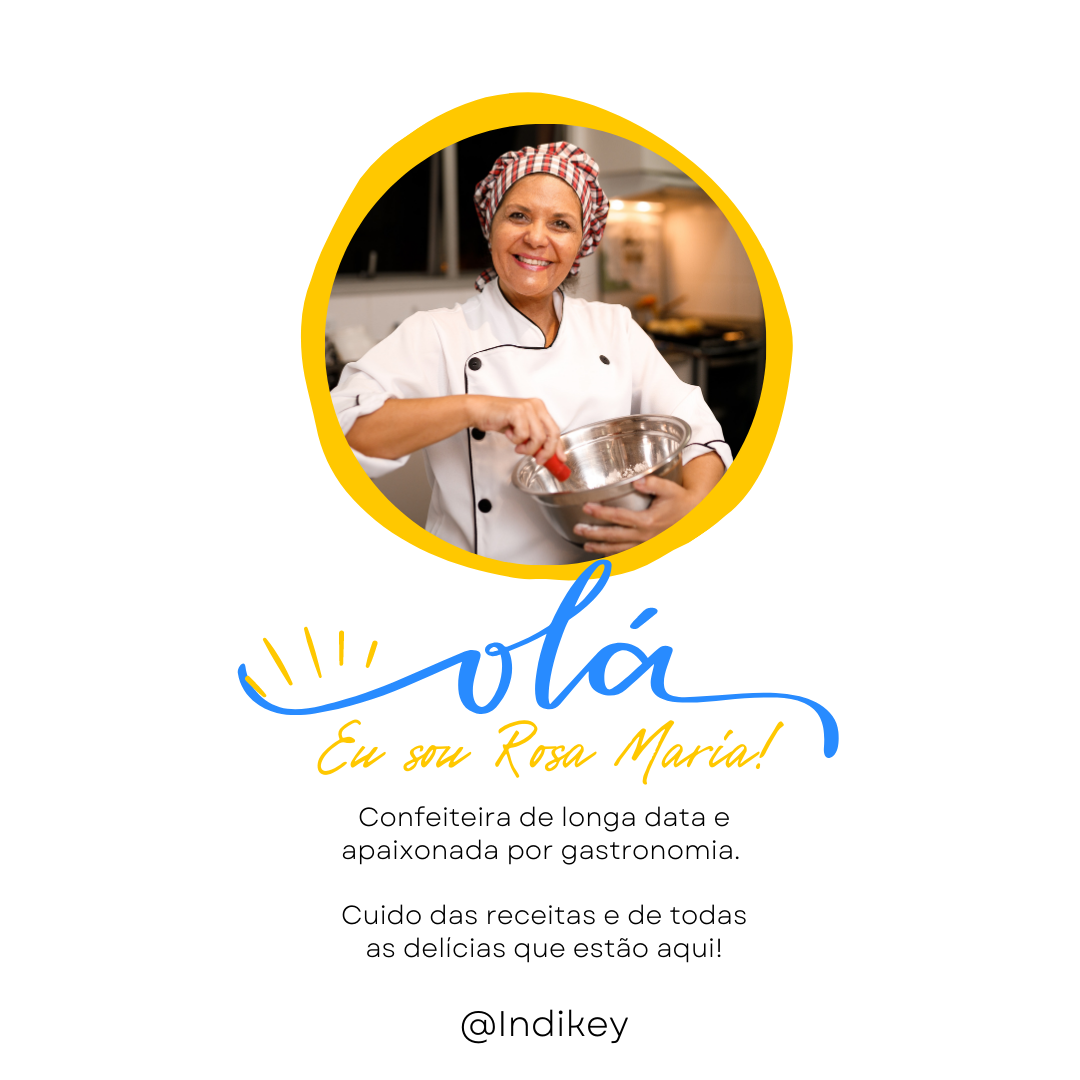 olá
Eu sou Rosa Maria!
Confeiteira de longa data e
apaixonada por gastronomia.
Cuido das receitas e de todas
as delícias que estão aqui!
@Indikey